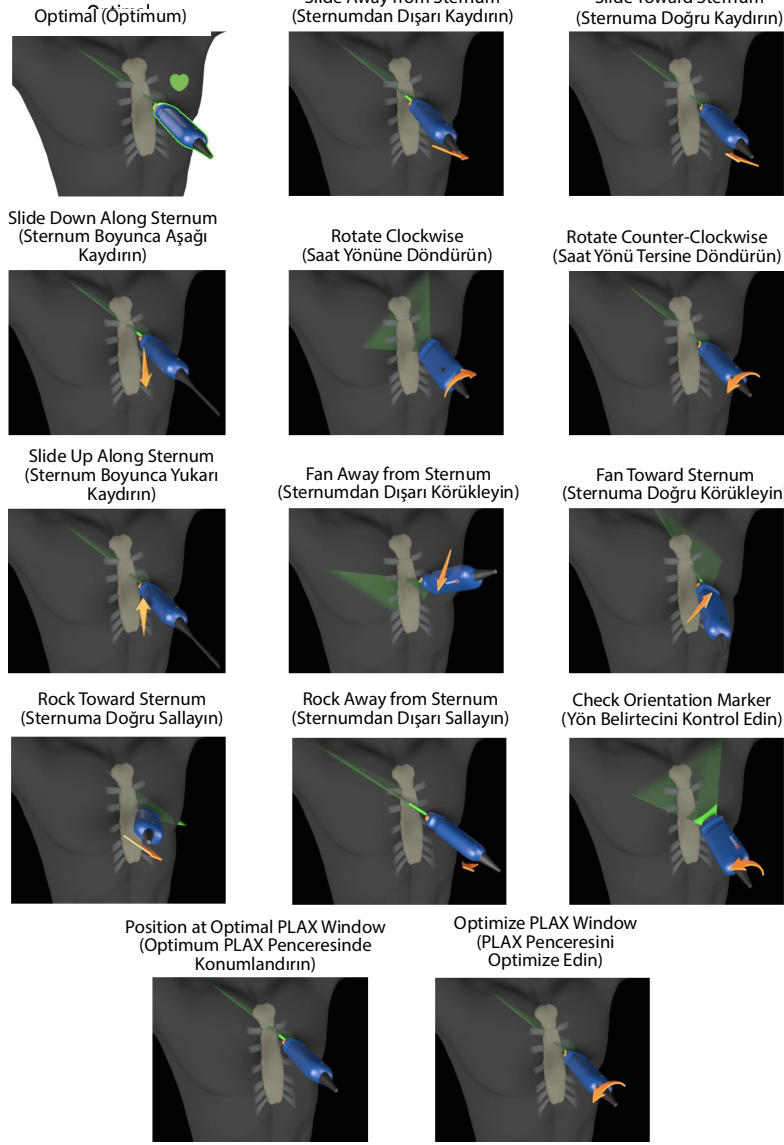 Optimal (Optimum)
Slide Away from Sternum
(Sternumdan Dışarı Kaydırın)
Slide Toward Sternum
(Sternuma Doğru Kaydırın)
Slide Down Along Sternum
(Sternum Boyunca Aşağı
Kaydırın)
Rotate Clockwise
(Saat Yönüne Döndürün)
Rotate Counter-Clockwise
(Saat Yönü Tersine Döndürün)
Slide Up Along Sternum
(Sternum Boyunca Yukarı
Kaydırın)
Fan Away from Sternum
(Sternumdan Dışarı Körükleyin)
Fan Toward Sternum
(Sternuma Doğru Körükleyin
Rock Toward Sternum
(Sternuma Doğru Sallayın)
Rock Away from Sternum
(Sternumdan Dışarı Sallayın)
Check Orientation Marker
(Yön Belirtecini Kontrol Edin)
Position at Optimal PLAX Window
(Optimum PLAX Penceresinde
Konumlandırın)
Optimize PLAX Window
(PLAX Penceresini
Optimize Edin)